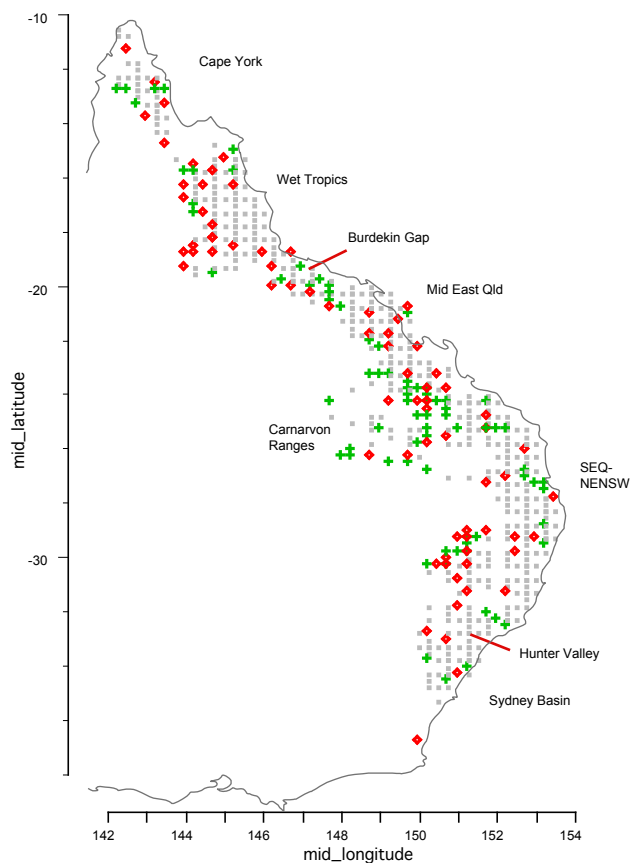 -10
Cape York
Wet Tropics
Burdekin Gap
-20
Mid East Qld
mid_latitude
Carnarvon
Ranges
SEQ-
NENSW
-30
Hunter Valley
Sydney Basin
142 144 146 148 150 152 154
mid_longitude